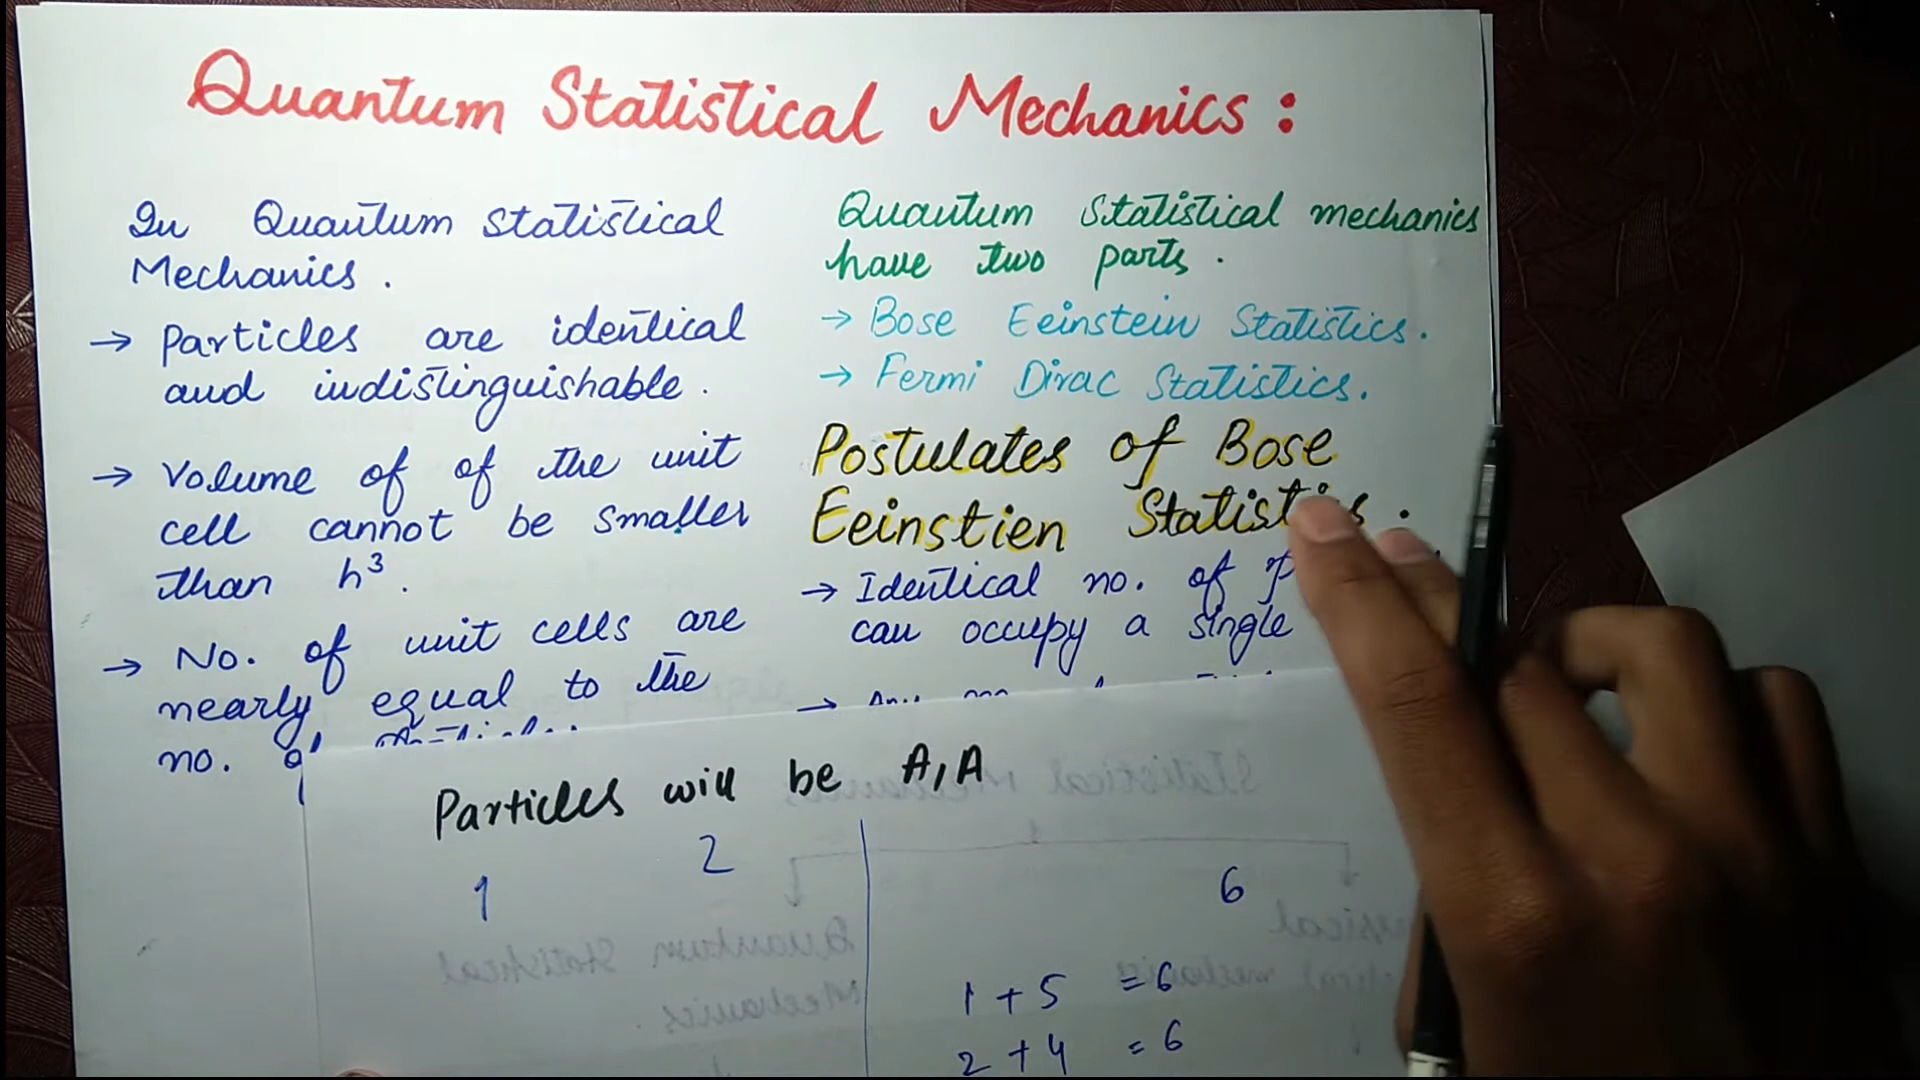 Quantum Statistical Mechanics:
In Quantum Statistical
Mechanics.
→ Particles are identical
and indistinguishable.
→ Volume of of the unit
cell cannot be smaller
than h³.
→ No. of unit cells are
nearly equal to the
no.
Quantum Statistical mechanics
have two parts.
→ Bose Eeinstein Statistics.
→ Fermi Dirac Statistics.
Postulates of Bose
Eeinstien Statistics.
→ Identical no. of
can occupy a single
Particles will be A, A
1 2
6
1 + 5 = 6
2 + 4 = 6